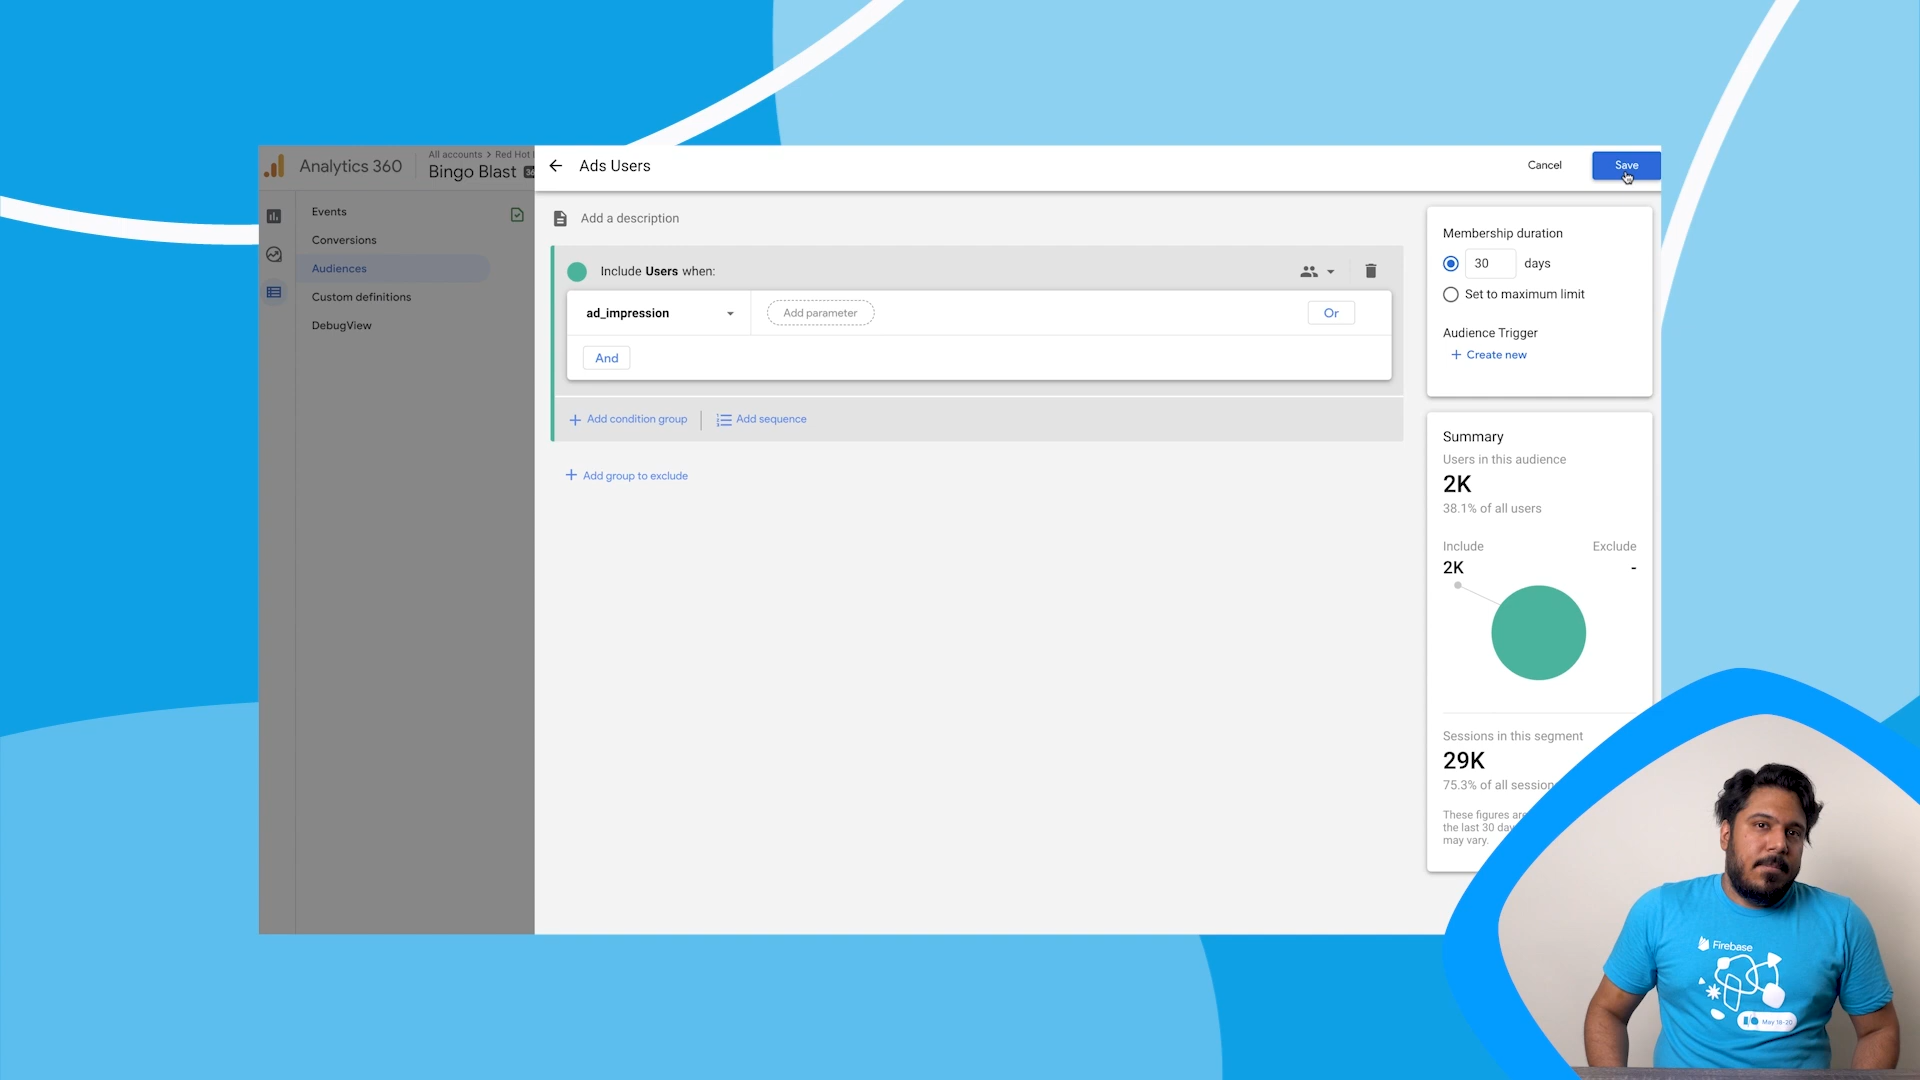 Analytics 360
All accounts > Red Hot
Bingo Blast
Ads Users
Cancel
Save
Events
Conversions
Audiences
Custom definitions
DebugView
Add a description
Include Users when:
ad_impression
Add parameter
Or
And
+ Add condition group
Add sequence
+ Add group to exclude
Membership duration
30 days
Set to maximum limit
Audience Trigger
+ Create new
Summary
Users in this audience
2K
38.1% of all users
Include
Exclude
2K
-
Sessions in this segment
29K
75.3% of all session
These figures are
the last 30 day
may vary.
Firebase
May 18-20